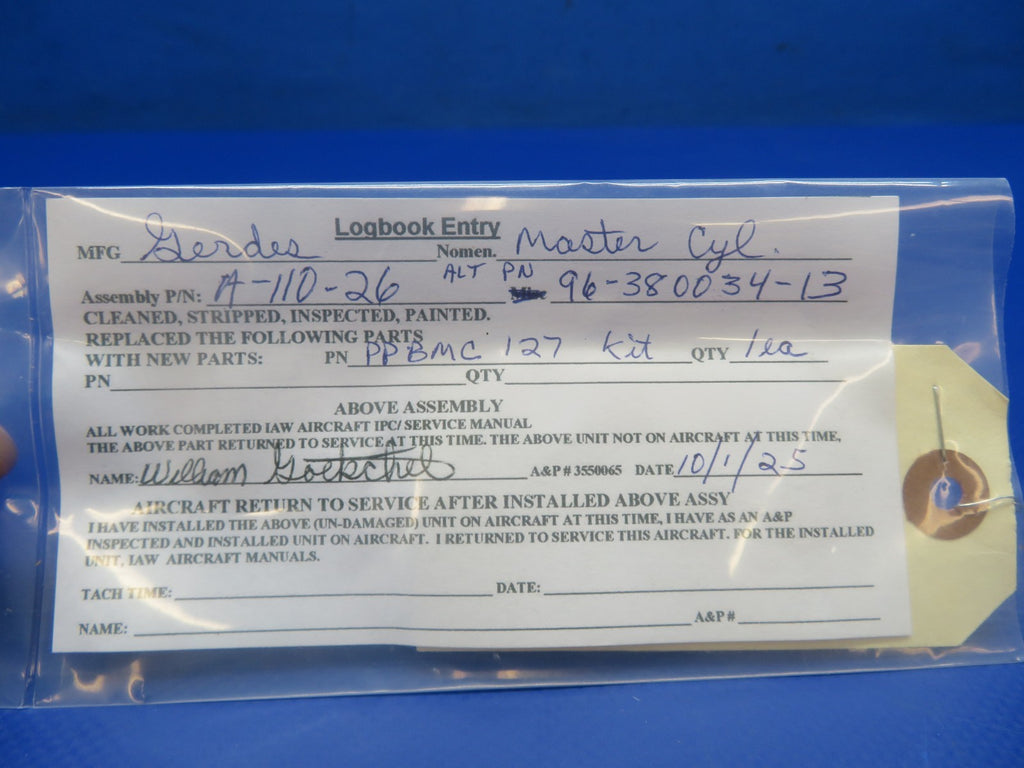 Logbook Entry
MFG Gerdes Nomen. Master Cyl.
Assembly P/N: A-110-26 ALT PN 96-380034-13
CLEANED, STRIPPED, INSPECTED, PAINTED.
REPLACED THE FOLLOWING PARTS
WITH NEW PARTS: PN PPBMC 127 Kit QTY 1ea
PN QTY
ABOVE ASSEMBLY
ALL WORK COMPLETED IAW AIRCRAFT IPC/ SERVICE MANUAL
THE ABOVE PART RETURNED TO SERVICE AT THIS TIME. THE ABOVE UNIT NOT ON AIRCRAFT AT THIS TIME,
NAME: William A&P # 3550065 DATE 10/1/25
AIRCRAFT RETURN TO SERVICE AFTER INSTALLED ABOVE ASSY
I HAVE INSTALLED THE ABOVE (UN-DAMAGED) UNIT ON AIRCRAFT AT THIS TIME, I HAVE AS AN A&P
INSPECTED AND INSTALLED UNIT ON AIRCRAFT. I RETURNED TO SERVICE THIS AIRCRAFT. FOR THE INSTALLED
UNIT, IAW AIRCRAFT MANUALS.
TACH TIME: DATE:
NAME: A&P #